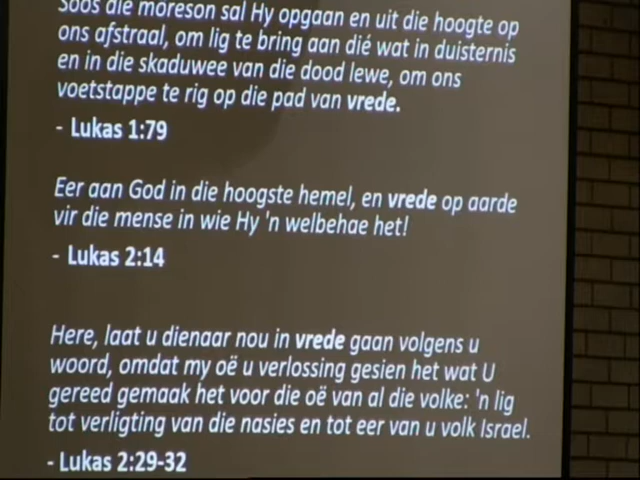 Soos die moreson sal Hy opgaan en uit die hoogte op
ons afstraal, om lig te bring aan dié wat in duisternis
en in die skaduwee van die dood lewe, om ons
voetstappe te rig op die pad van vrede.
- Lukas 1:79
Eer aan God in die hoogste hemel, en vrede op aarde
vir die mense in wie Hy 'n welbehae het!
- Lukas 2:14
Here, laat u dienaar nou in vrede gaan volgens u
woord, omdat my oë u verlossing gesien het wat U
gereed gemaak het voor die oë van al die volke: 'n lig
tot verligting van die nasies en tot eer van u volk Israel.
- Lukas 2:29-32